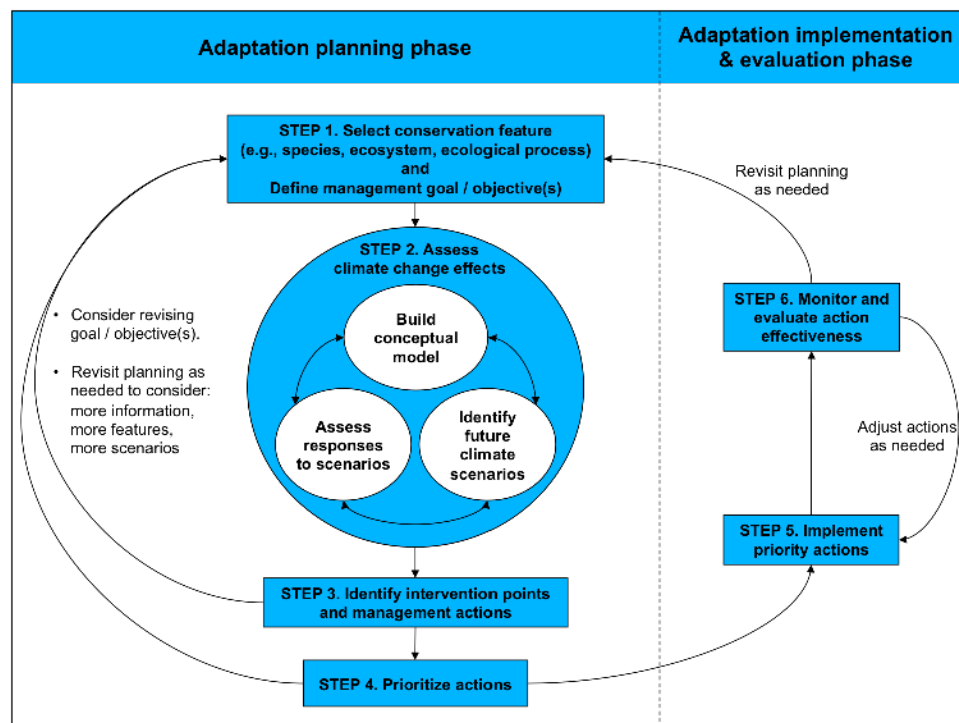 Adaptation planning phase
Adaptation implementation
& evaluation phase
STEP 1. Select conservation feature
(e.g., species, ecosystem, ecological process)
and
Define management goal / objective(s)
STEP 2. Assess
climate change effects
Build
conceptual
model
Assess
responses
to scenarios
Identify
future
climate
scenarios
• Consider revising
goal / objective(s).
• Revisit planning as
needed to consider:
more information,
more features,
more scenarios
STEP 3. Identify intervention points
and management actions
STEP 4. Prioritize actions
Revisit planning
as needed
STEP 6. Monitor and
evaluate action
effectiveness
Adjust actions
as needed
STEP 5. Implement
priority actions